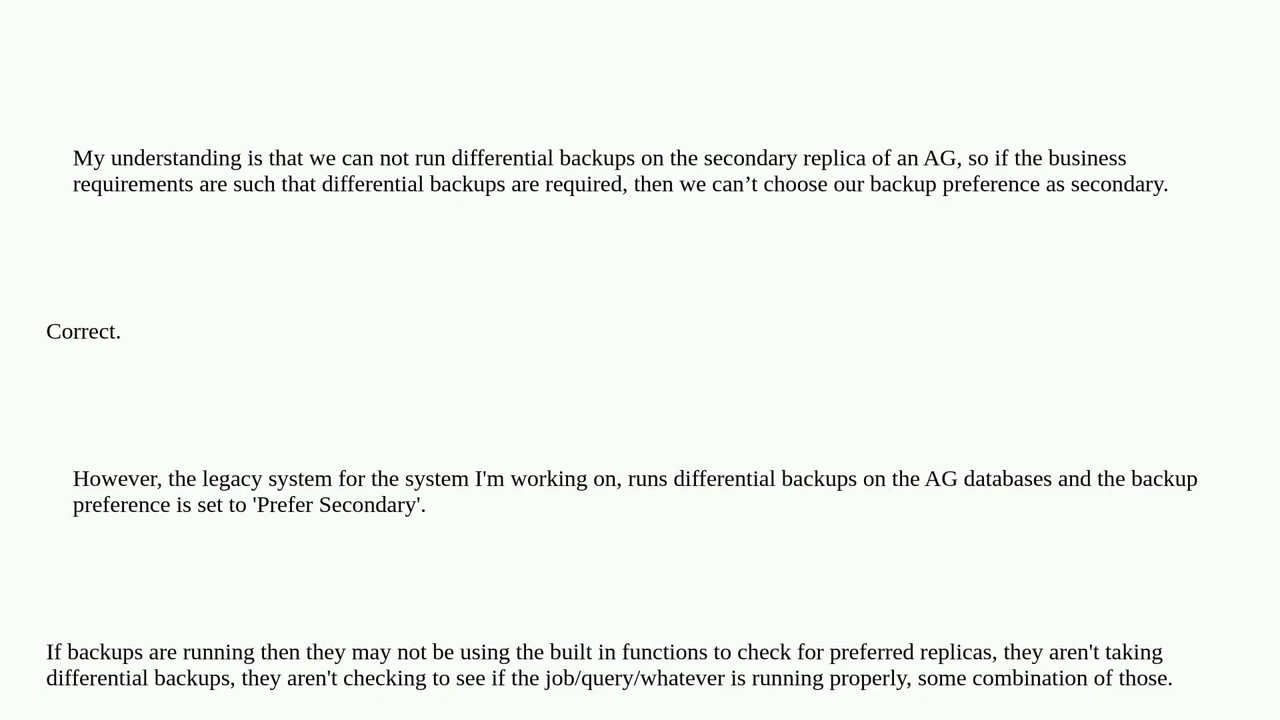 My understanding is that we can not run differential backups on the secondary replica of an AG, so if the business
requirements are such that differential backups are required, then we can’t choose our backup preference as secondary.
Correct.
However, the legacy system for the system I'm working on, runs differential backups on the AG databases and the backup
preference is set to 'Prefer Secondary'.
If backups are running then they may not be using the built in functions to check for preferred replicas, they aren't taking
differential backups, they aren't checking to see if the job/query/whatever is running properly, some combination of those.